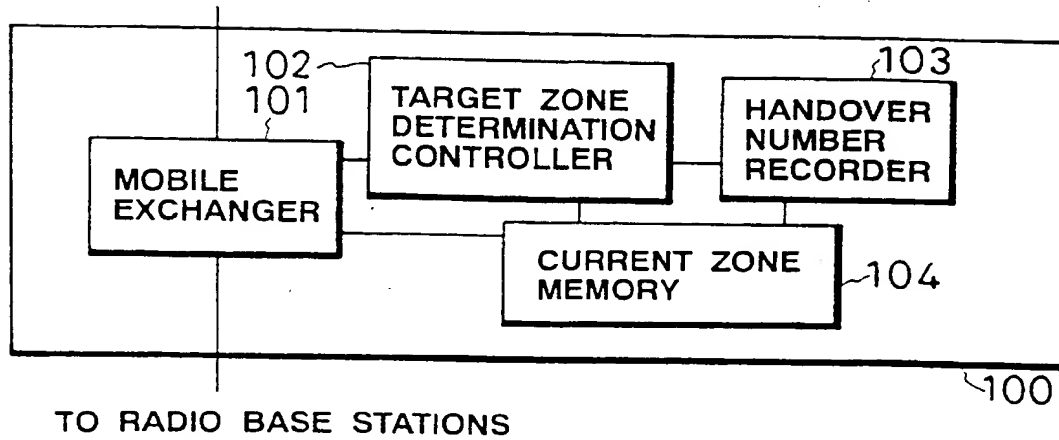 102
101
103
TARGET ZONE
DETERMINATION
CONTROLLER
HANDOVER
NUMBER
RECORDER
MOBILE
EXCHANGER
CURRENT ZONE
MEMORY
104
100
TO RADIO BASE STATIONS